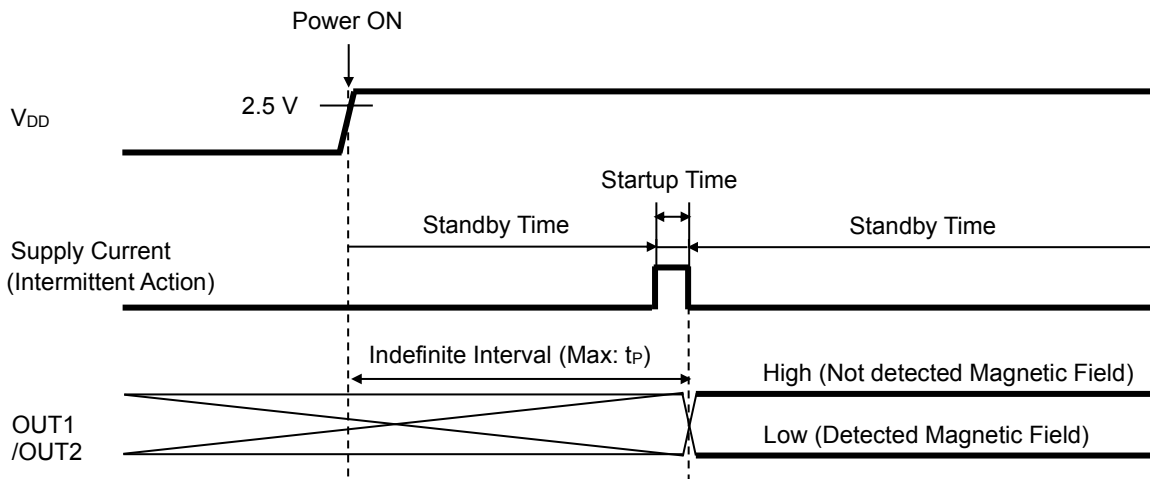 Power ON
2.5 V
VDD
Startup Time
Standby Time
Standby Time
Supply Current
(Intermittent Action)
Indefinite Interval (Max: tP)
High (Not detected Magnetic Field)
OUT1
/OUT2
Low (Detected Magnetic Field)